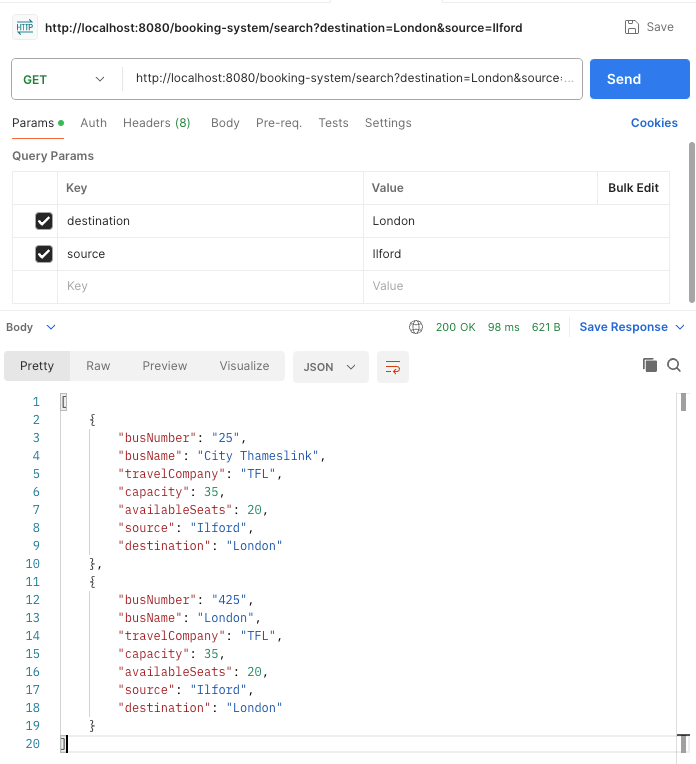 HTTP http://localhost:8080/booking-system/search?destination=London&source=Ilford Save
GET http://localhost:8080/booking-system/search?destination=London&source=... Send
Params Auth Headers (8) Body Pre-req. Tests Settings Cookies
Query Params
Key Value Bulk Edit
destination London
source Ilford
Key Value
Body 200 OK 98 ms 621 B Save Response
Pretty Raw Preview Visualize JSON
1 [
2 {
3 "busNumber": "25",
4 "busName": "City Thameslink",
5 "travelCompany": "TFL",
6 "capacity": 35,
7 "availableSeats": 20,
8 "source": "Ilford",
9 "destination": "London"
10 },
11 {
12 "busNumber": "425",
13 "busName": "London",
14 "travelCompany": "TFL",
15 "capacity": 35,
16 "availableSeats": 20,
17 "source": "Ilford",
18 "destination": "London"
19 }
20 ]